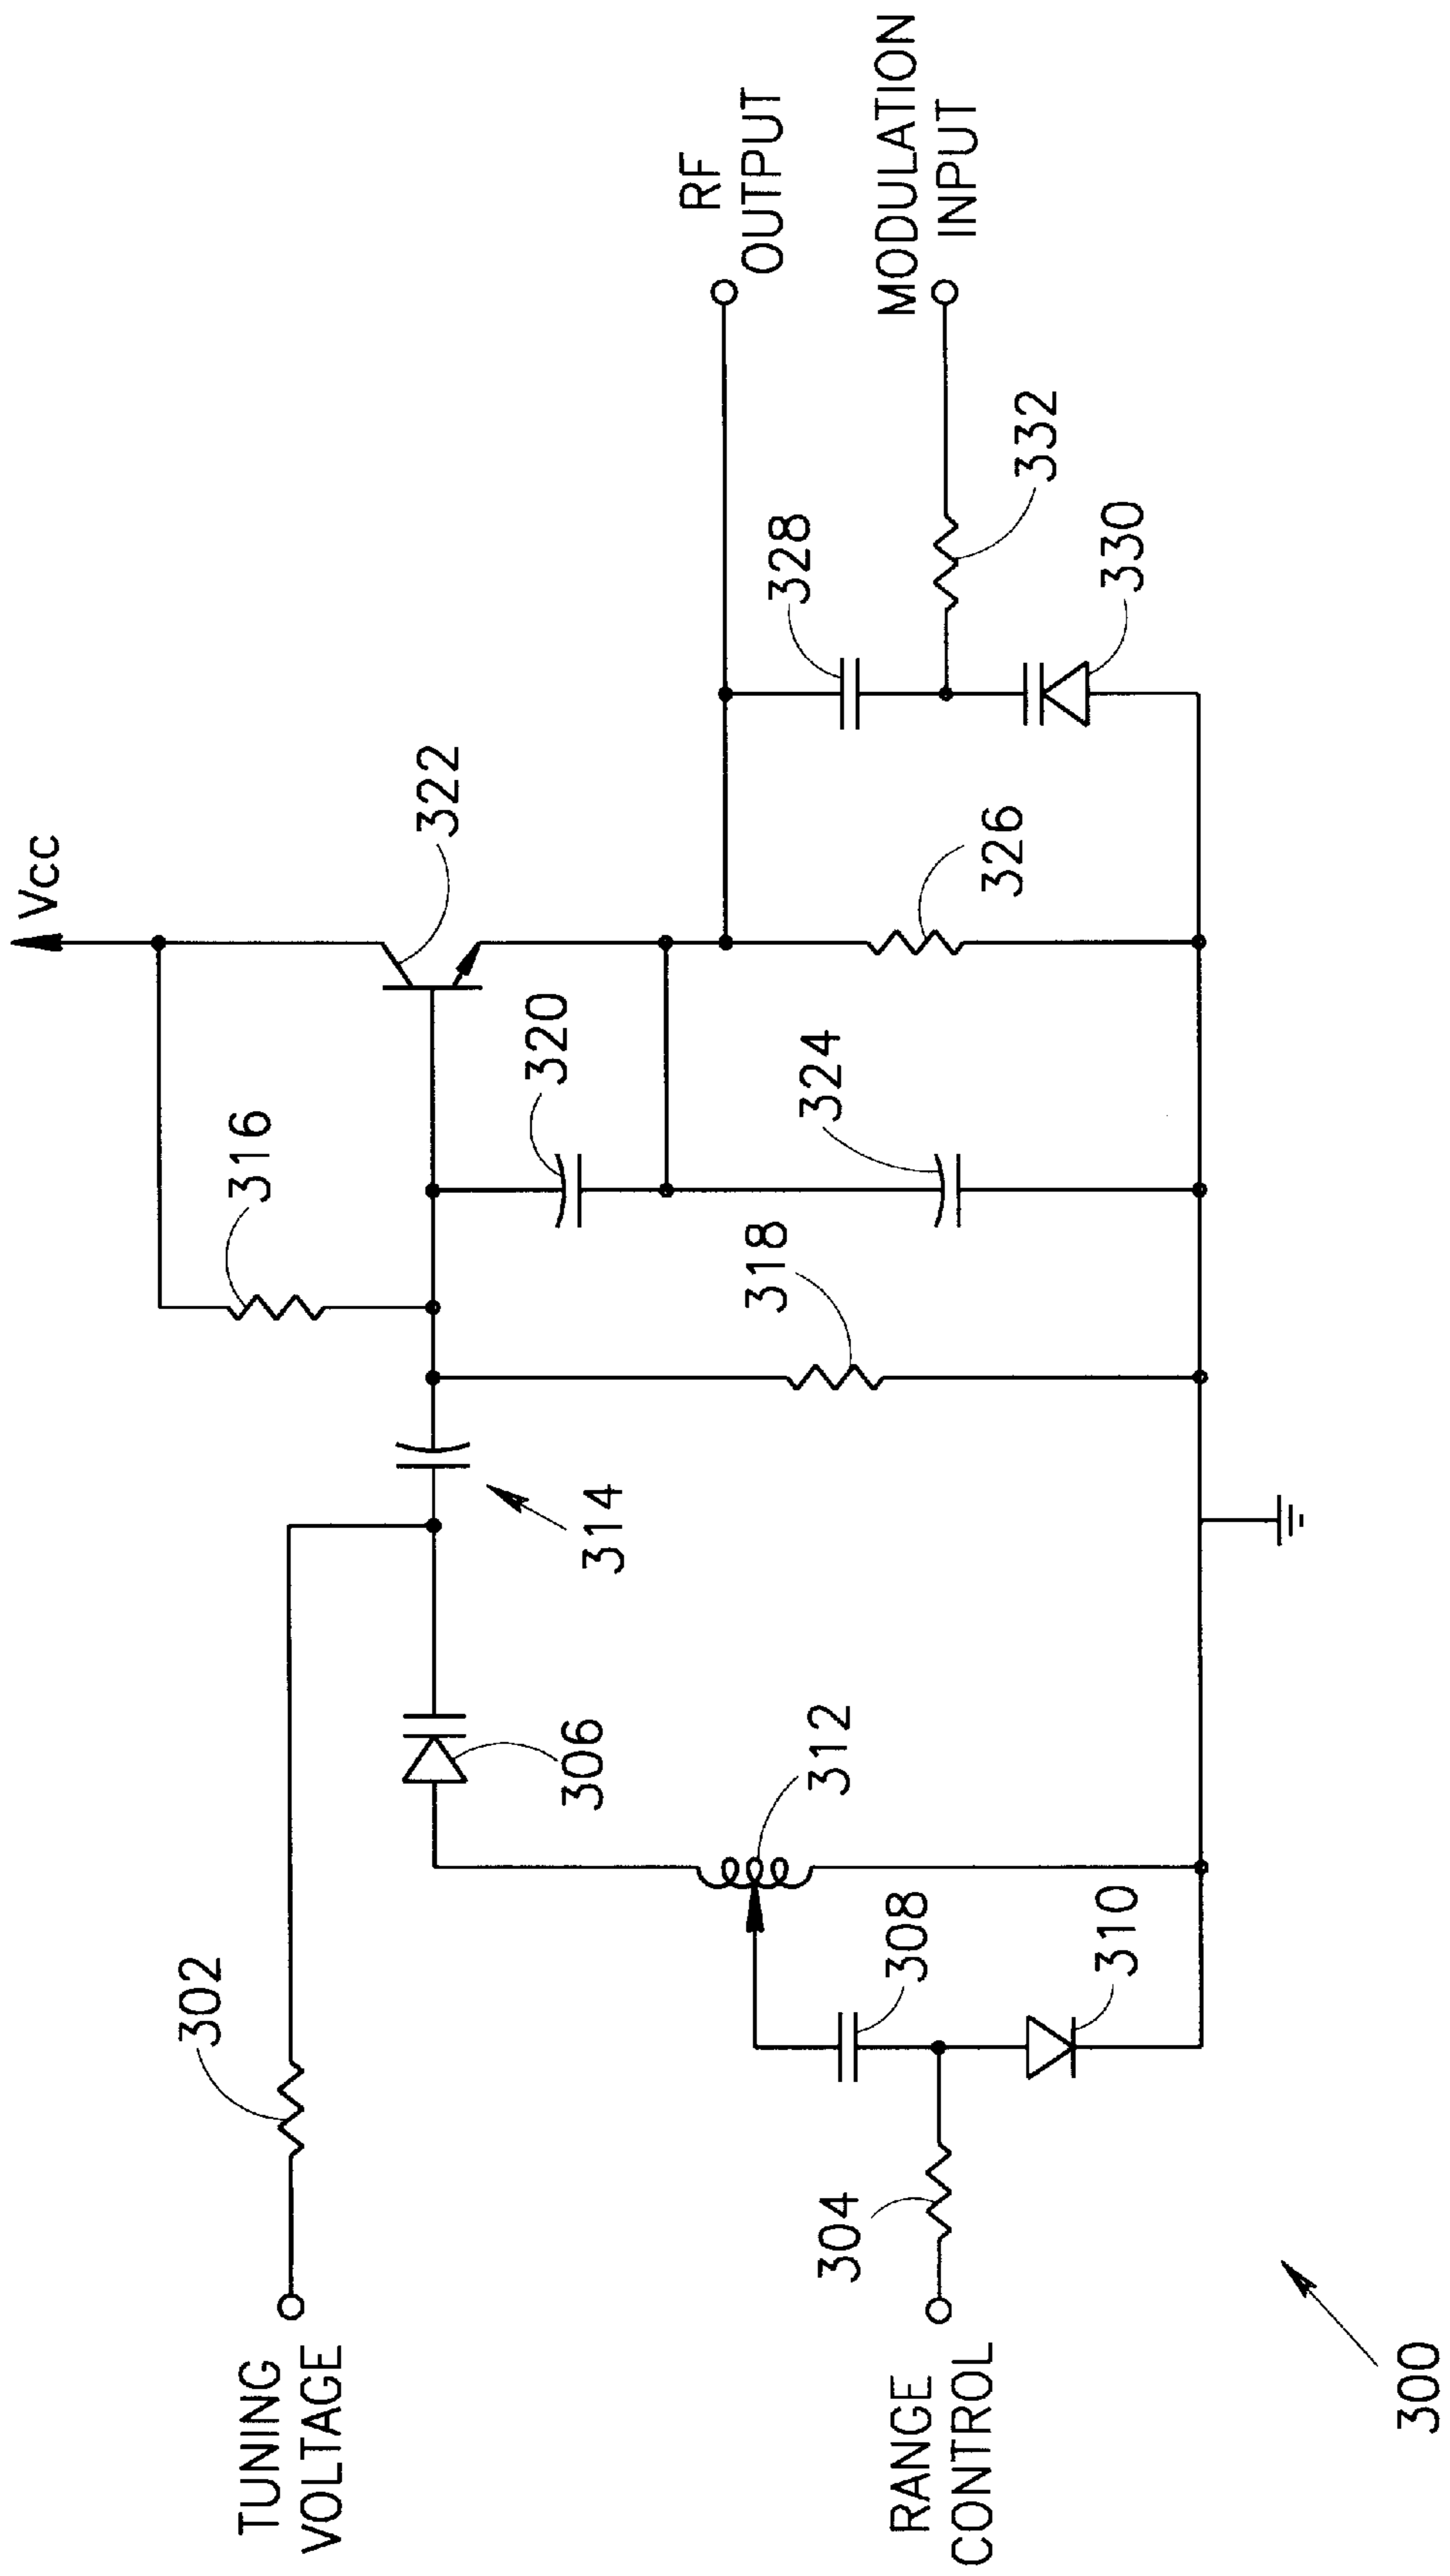 Vcc
316
322
302
TUNING
VOLTAGE
306
314
320
RF
OUTPUT
328
MODULATION
INPUT
332
330
326
324
318
312
308
310
304
RANGE
CONTROL
300